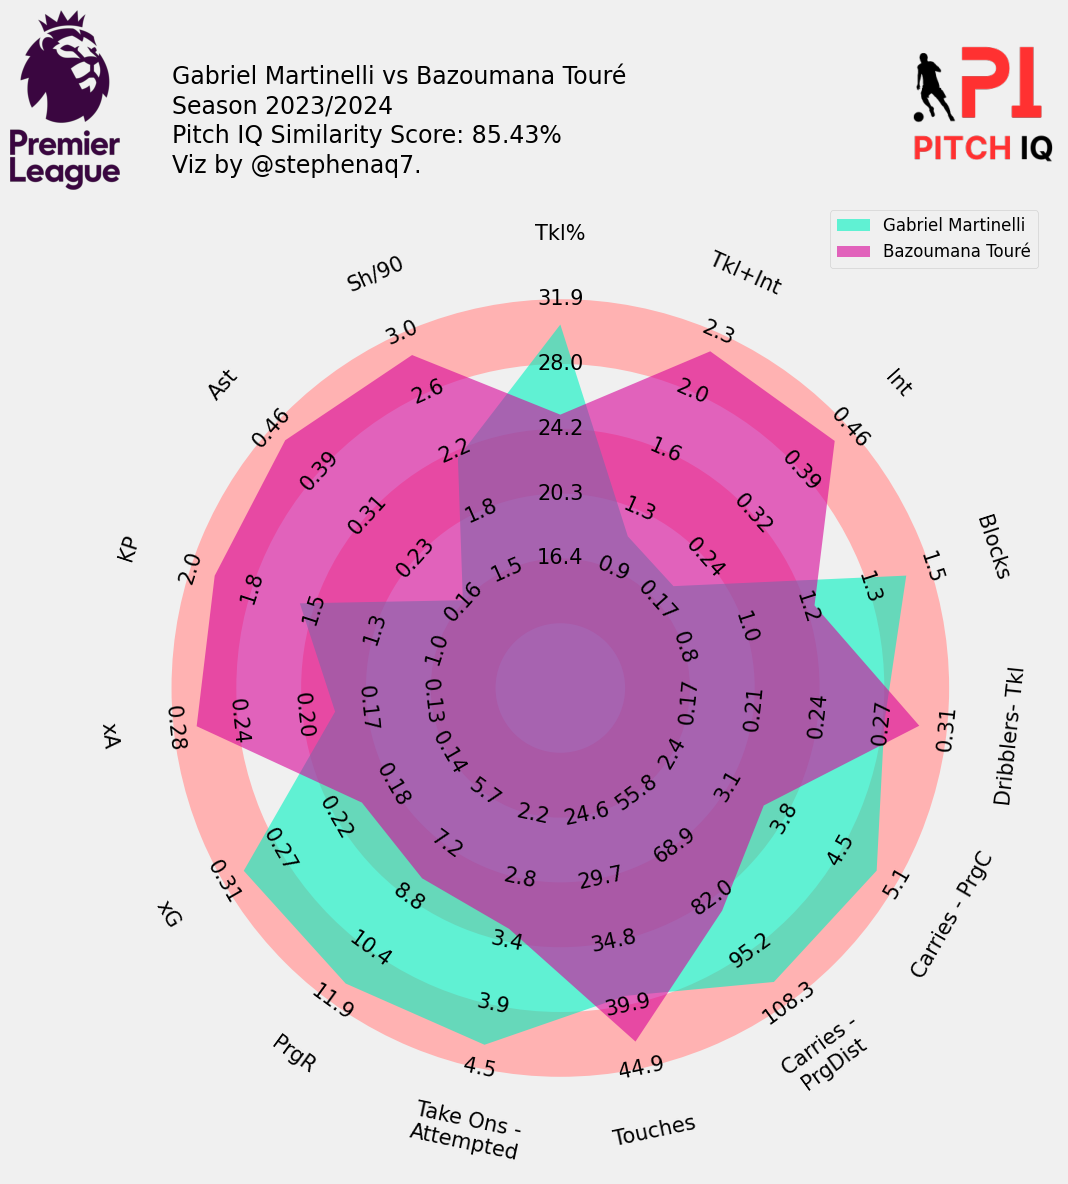 Premier
League
Gabriel Martinelli vs Bazoumana Touré
Season 2023/2024
Pitch IQ Similarity Score: 85.43%
Viz by @stephenaq7.
PI
PITCH IQ
Gabriel Martinelli
Bazoumana Touré
Tkl%
31.9
28.0
24.2
20.3
16.4
Tkl+Int
2.3
2.0
1.6
1.3
0.9
Int
0.46
0.39
0.32
0.24
0.17
Blocks
1.5
1.3
1.2
1.0
0.8
Dribblers- Tkl
0.31
0.27
0.24
0.21
0.17
Carries - PrgC
5.1
4.5
3.8
3.1
2.4
Carries -
PrgDist
108.3
95.2
82.0
68.9
55.8
Touches
44.9
39.9
34.8
29.7
24.6
Take Ons -
Attempted
4.5
3.9
3.4
2.8
2.2
PrgR
11.9
10.4
8.8
7.2
5.7
xG
0.31
0.27
0.22
0.18
0.14
xA
0.28
0.24
0.20
0.17
0.13
KP
2.0
1.8
1.5
1.3
1.0
Ast
0.46
0.39
0.31
0.23
0.16
Sh/90
3.0
2.6
2.2
1.8
1.5